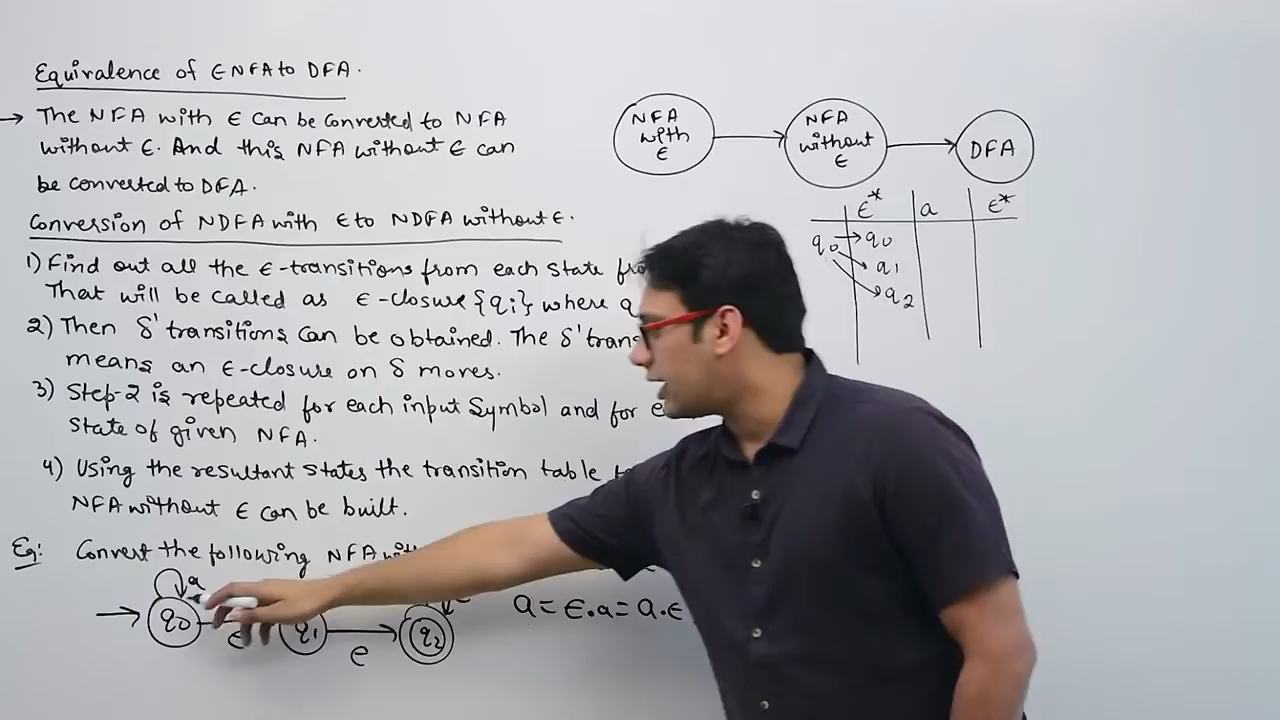 Equivalence of ϵ NFA to DFA.
→ The NFA with ϵ can be converted to NFA
without ϵ. And this NFA without ϵ can
be converted to DFA.
Conversion of NDFA with ϵ to NDFA without ϵ.
1) Find out all the ϵ-transitions from each state
That will be called as ϵ-closure {qi} where q
2) Then δ' transitions can be obtained. The δ'
means an ϵ-closure on δ moves.
3) Step-2 is repeated for each input Symbol and for
State of given NFA.
4) Using the resultant states the transition table
NFA without ϵ can be built.
Eg: Convert the following NFA
a
q0 ϵ q1 ϵ q2
a = ϵ.a = a.ϵ
NFA with ϵ
NFA without ϵ
DFA
ϵ* a ϵ*
q0 q0
q1
q2